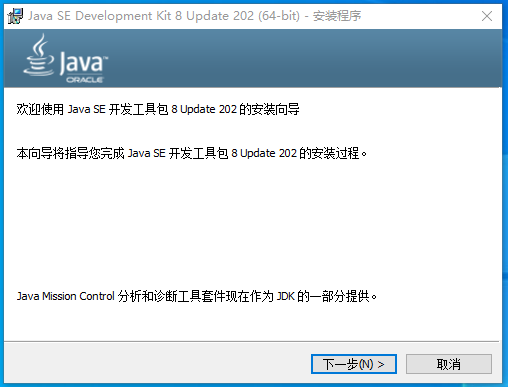 Java SE Development Kit 8 Update 202 (64-bit) - 安装程序
Java™
ORACLE
欢迎使用 Java SE 开发工具包 8 Update 202 的安装向导
本向导将指导您完成 Java SE 开发工具包 8 Update 202 的安装过程。
Java Mission Control 分析和诊断工具套件现在作为 JDK 的一部分提供。
下一步(N) >
取消